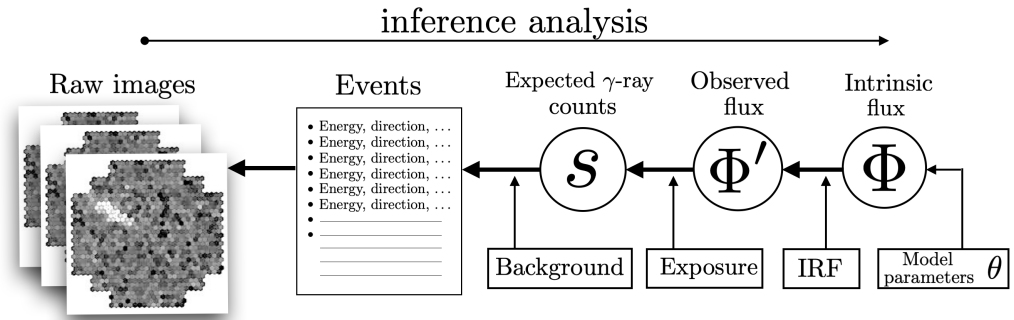 inference analysis
Raw images
Events
Expected γ-ray
counts
Observed
flux
Intrinsic
flux
• Energy, direction, …
• Energy, direction, …
• Energy, direction, …
• Energy, direction, …
• Energy, direction, …
• Energy, direction, …
s
Φ′
Φ
Background
Exposure
IRF
Model
parameters θ